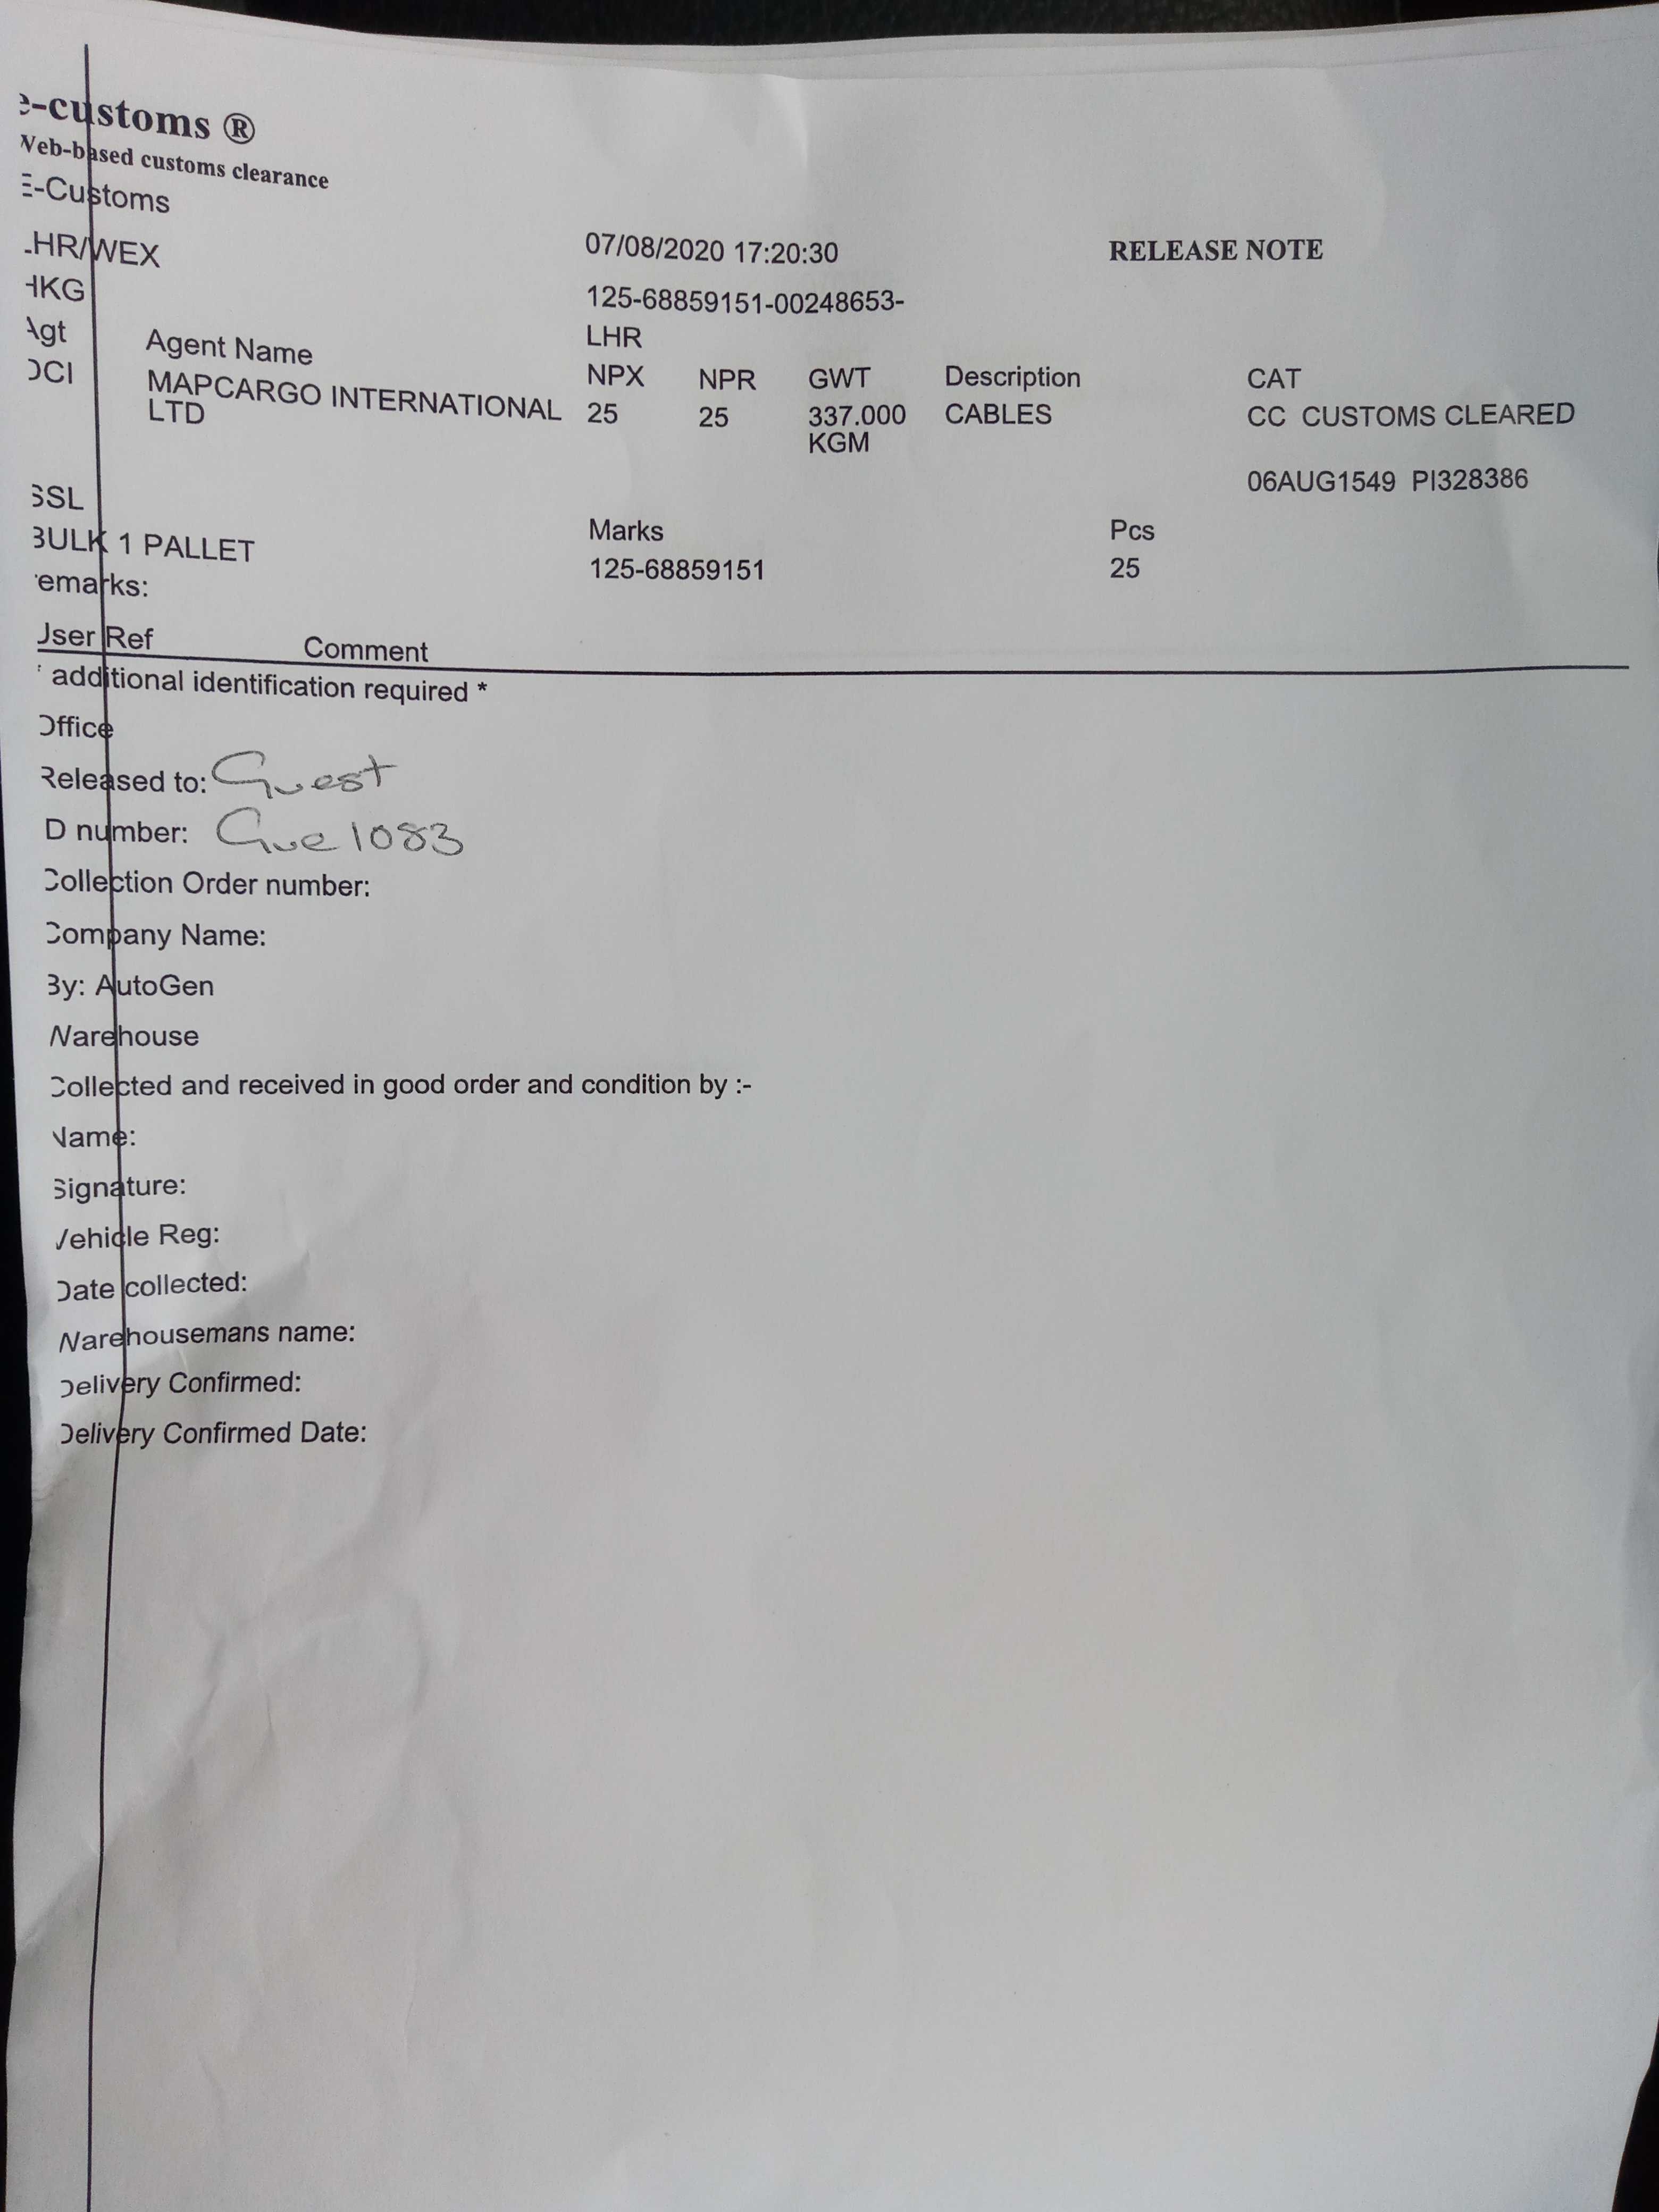 e-customs ®
Web-based customs clearance
E-Customs
LHR/WEX 07/08/2020 17:20:30 RELEASE NOTE
HKG 125-68859151-00248653-
LHR
Agt Agent Name NPX NPR GWT Description CAT
OCI MAPCARGO INTERNATIONAL 25 25 337.000 CABLES CC CUSTOMS CLEARED
LTD KGM
06AUG1549 PI328386
SSL Marks Pcs
BULK 1 PALLET 125-68859151 25
emarks:
User Ref Comment
* additional identification required *
Office
Released to: Guest
D number: Gue1083
Collection Order number:
Company Name:
By: AutoGen
Warehouse
Collected and received in good order and condition by :-
Name:
Signature:
Vehicle Reg:
Date collected:
Warehousemans name:
Delivery Confirmed:
Delivery Confirmed Date: